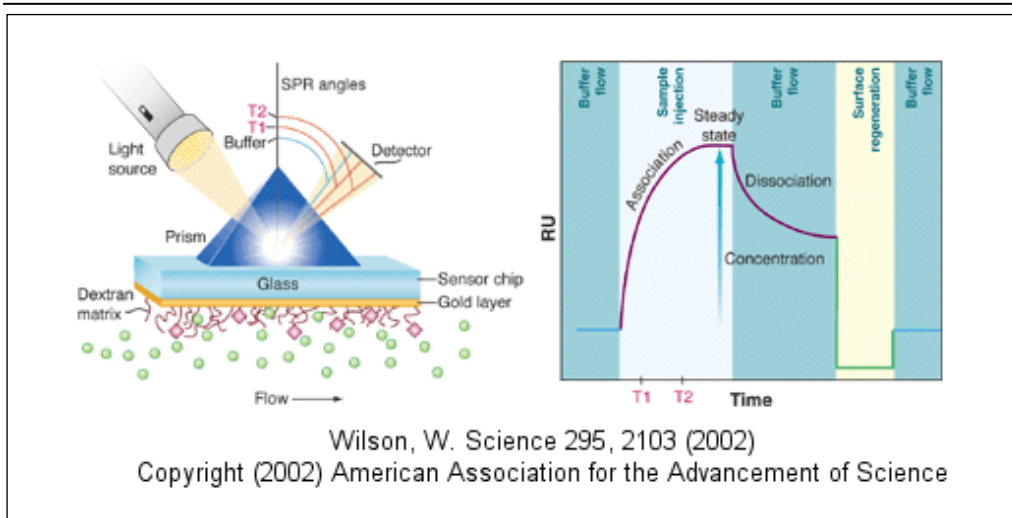 SPR angles
T2
T1
Buffer
Light
source
Detector
Prism
Glass
Sensor chip
Gold layer
Dextran
matrix
Flow
Buffer
flow
Sample
injection
Buffer
flow
Surface
regeneration
Buffer
flow
Steady
state
Association
Dissociation
Concentration
RU
T1
T2
Time
Wilson, W. Science 295, 2103 (2002)
Copyright (2002) American Association for the Advancement of Science